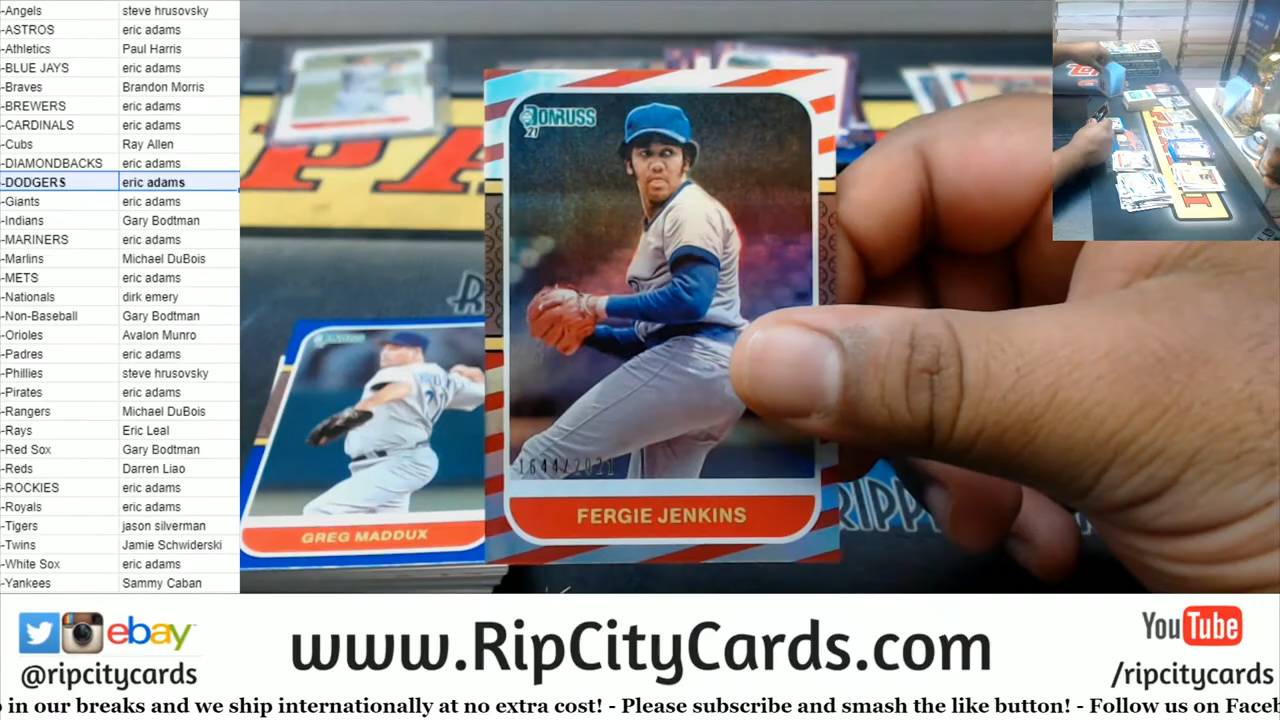 -Angels steve hrusovsky
-ASTROS eric adams
-Athletics Paul Harris
-BLUE JAYS eric adams
-Braves Brandon Morris
-BREWERS eric adams
-CARDINALS eric adams
-Cubs Ray Allen
-DIAMONDBACKS eric adams
-DODGERS eric adams
-Giants eric adams
-Indians Gary Bodtman
-MARINERS eric adams
-Marlins Michael DuBois
-METS eric adams
-Nationals dirk emery
-Non-Baseball Gary Bodtman
-Orioles Avalon Munro
-Padres eric adams
-Phillies steve hrusovsky
-Pirates eric adams
-Rangers Michael DuBois
-Rays Eric Leal
-Red Sox Gary Bodtman
-Reds Darren Liao
-ROCKIES eric adams
-Royals eric adams
-Tigers jason silverman
-Twins Jamie Schwiderski
-White Sox eric adams
-Yankees Sammy Caban
DONRUSS
21
1644/2021
FERGIE JENKINS
GREG MADDUX
RIPP
ebay
@ripcitycards
www.RipCityCards.com
YouTube
/ripcitycards
in our breaks and we ship internationally at no extra cost! - Please subscribe and smash the like button! - Follow us on Faceb